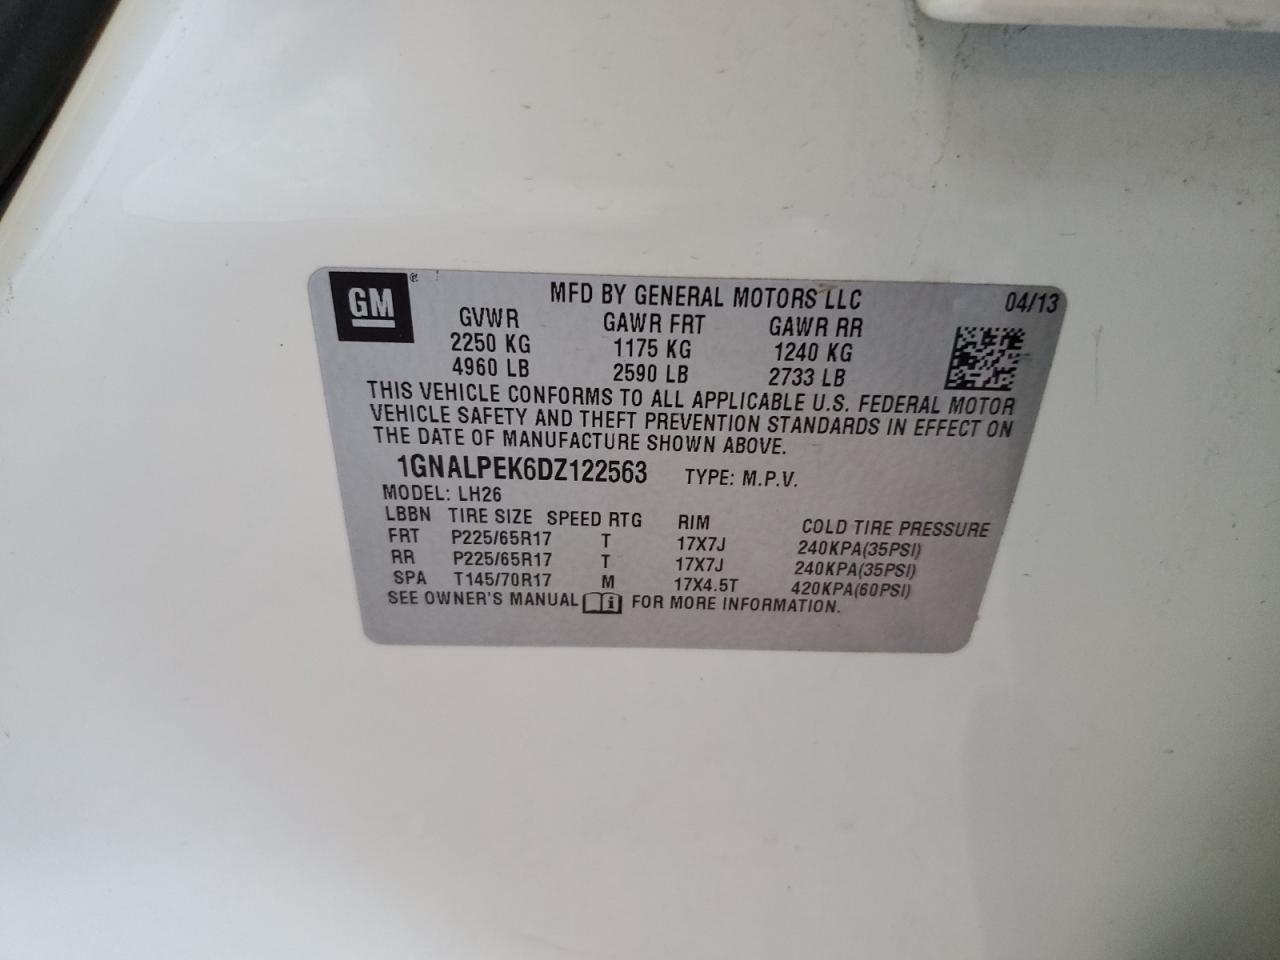 GM ®
MFD BY GENERAL MOTORS LLC 04/13
GVWR GAWR FRT GAWR RR
2250 KG 1175 KG 1240 KG
4960 LB 2590 LB 2733 LB
THIS VEHICLE CONFORMS TO ALL APPLICABLE U.S. FEDERAL MOTOR
VEHICLE SAFETY AND THEFT PREVENTION STANDARDS IN EFFECT ON
THE DATE OF MANUFACTURE SHOWN ABOVE.
1GNALPEK6DZ122563 TYPE: M.P.V.
MODEL: LH26
LBBN TIRE SIZE SPEED RTG RIM COLD TIRE PRESSURE
FRT P225/65R17 T 17X7J 240KPA(35PSI)
RR P225/65R17 T 17X7J 240KPA(35PSI)
SPA T145/70R17 M 17X4.5T 420KPA(60PSI)
SEE OWNER'S MANUAL i FOR MORE INFORMATION.